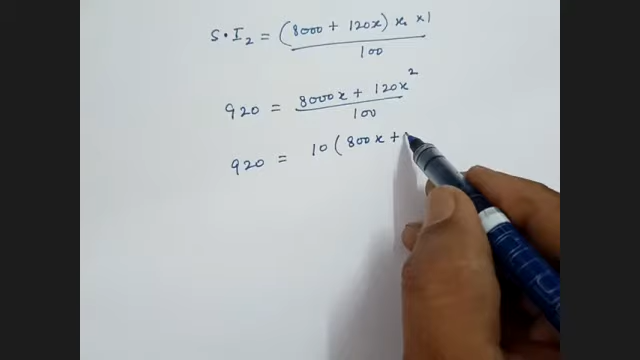 S.I₂ = (8000 + 120x) x × 1 / 100
920 = 8000x + 120x² / 100
920 = 10 ( 800x +